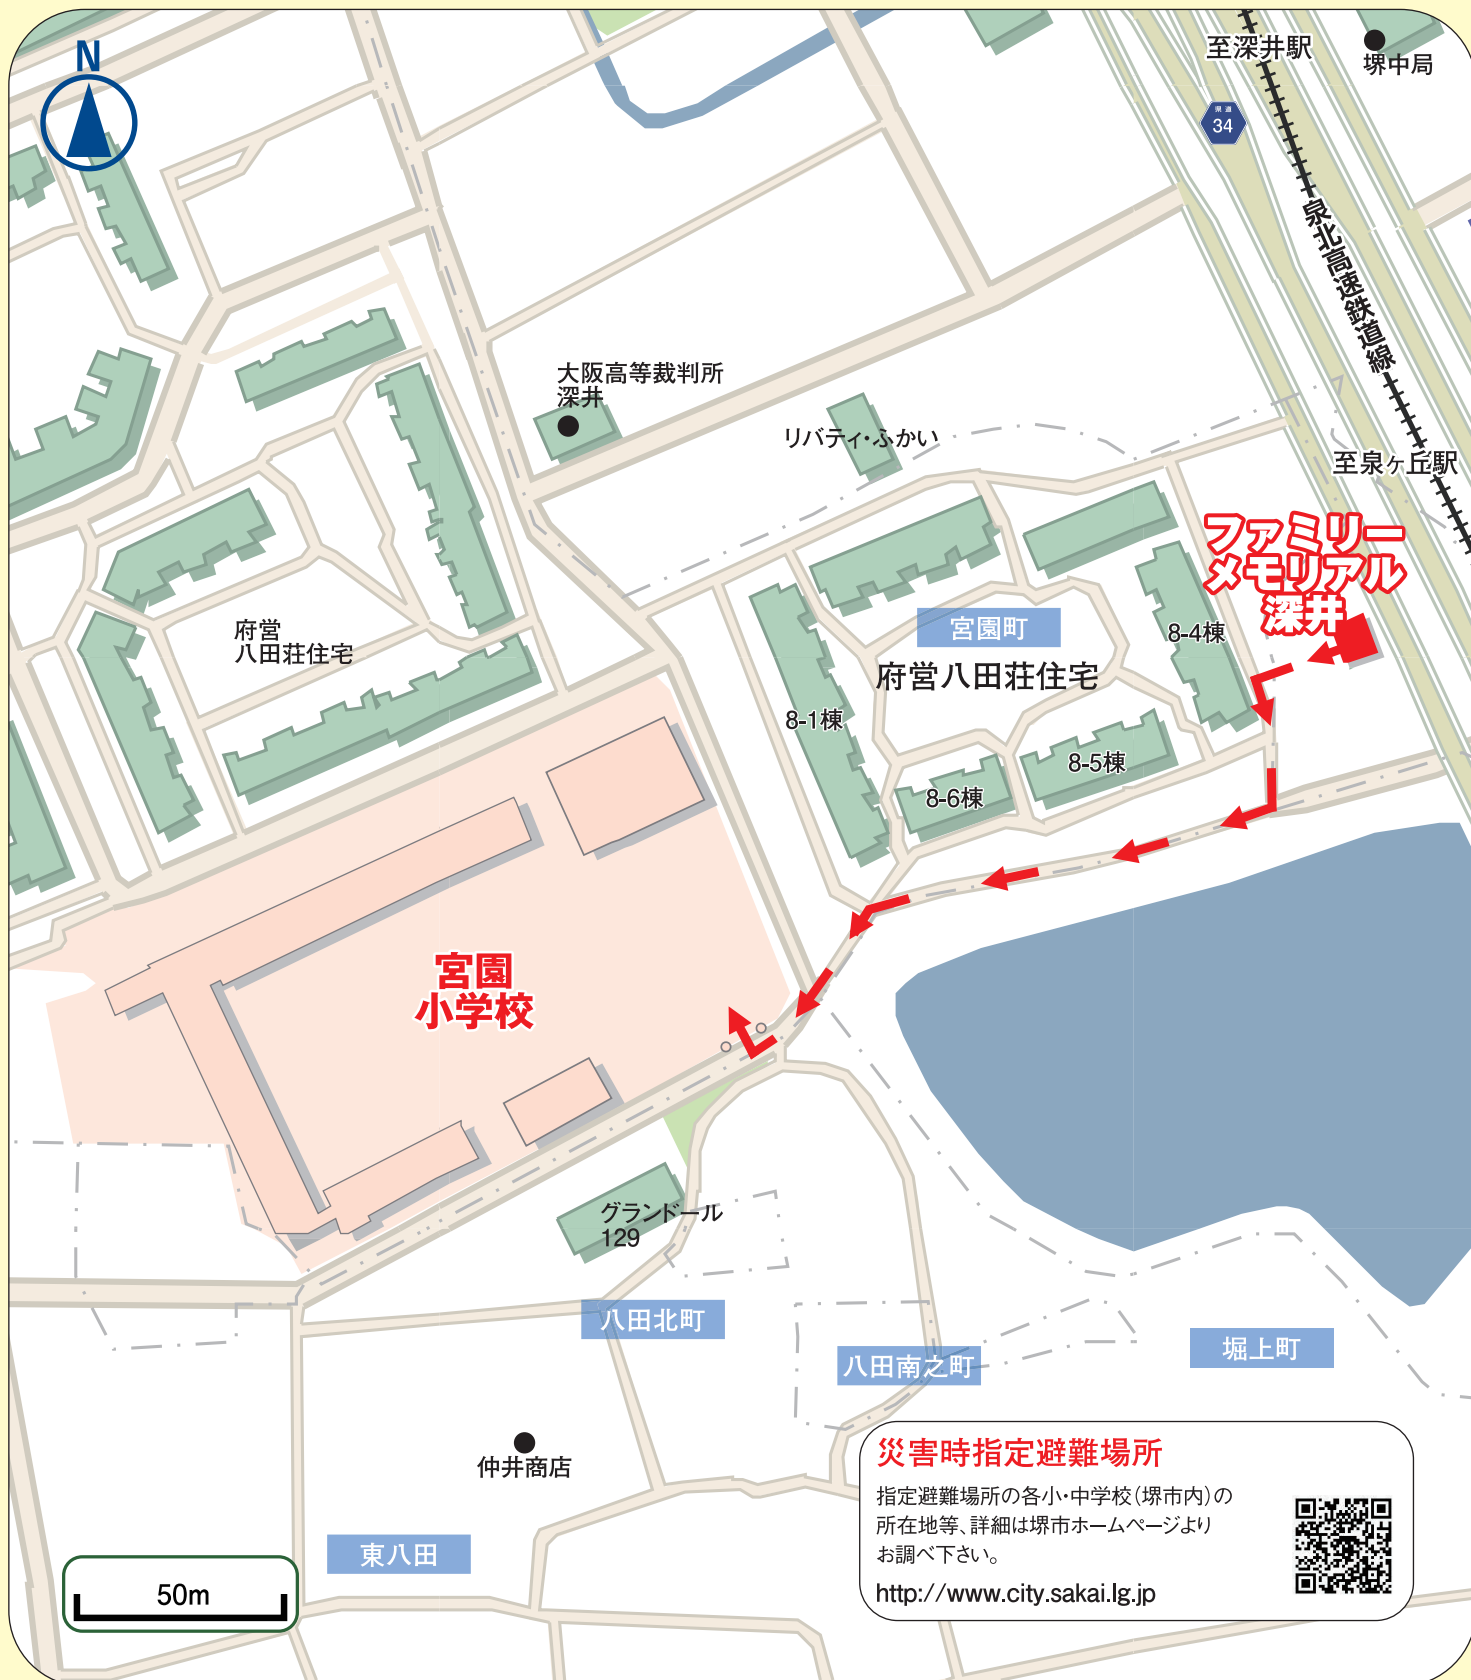 N
至深井駅
堺中局
県道
34
泉北高速鉄道線
大阪高等裁判所
深井
リバティ・ふかい
至泉ヶ丘駅
ファミリー
メモリアル
深井
宮園町
府営八田荘住宅
8-4棟
府営
八田荘住宅
8-1棟
8-5棟
8-6棟
宮園
小学校
グランドール
129
八田北町
八田南之町
堀上町
仲井商店
東八田
50m
災害時指定避難場所
指定避難場所の各小・中学校（堺市内）の
所在地等、詳細は堺市ホームページより
お調べ下さい。
http://www.city.sakai.lg.jp